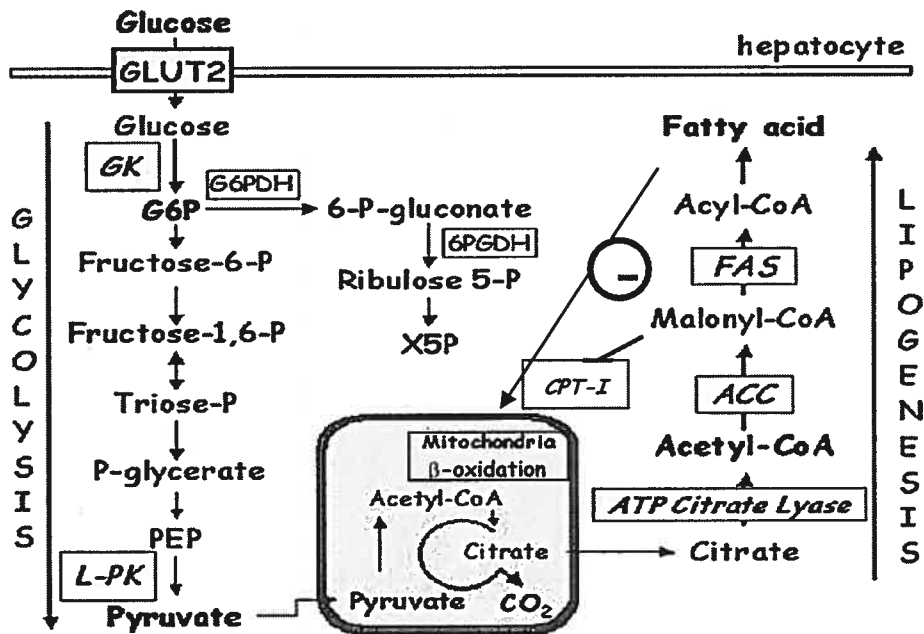 Glucose
hepatocyte
GLUT2
Glucose
GK
G6P
G6PDH
6-P-gluconate
6PGDH
Ribulose 5-P
X5P
Fructose-6-P
Fructose-1,6-P
Triose-P
P-glycerate
PEP
L-PK
Pyruvate
GLYCOLYSIS
Mitochondria
β-oxidation
Acetyl-CoA
Citrate
Pyruvate
CO2
CPT-I
-
Fatty acid
Acyl-CoA
FAS
Malonyl-CoA
ACC
Acetyl-CoA
ATP Citrate Lyase
Citrate
LIPOGENESIS